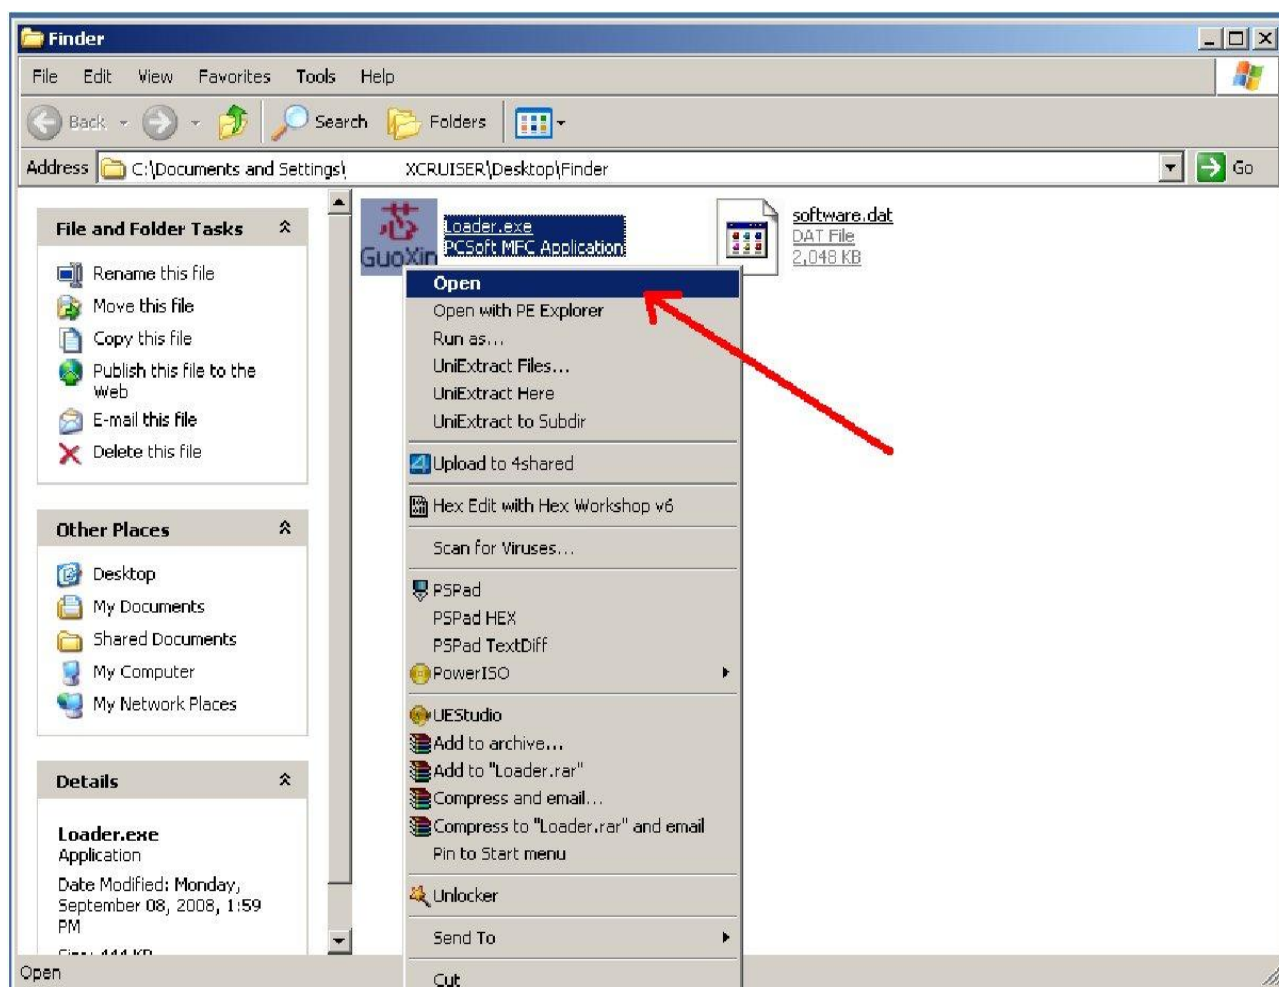 Finder
File Edit View Favorites Tools Help
Back Search Folders
Address C:\Documents and Settings\ XCRUISER\Desktop\Finder Go
File and Folder Tasks
Rename this file
Move this file
Copy this file
Publish this file to the
Web
E-mail this file
Delete this file
Other Places
Desktop
My Documents
Shared Documents
My Computer
My Network Places
Details
Loader.exe
Application
Date Modified: Monday,
September 08, 2008, 1:59
PM
Size: 444 KB
芯
GuoXin
Loader.exe
PCSoft MFC Application
software.dat
DAT File
2,048 KB
Open
Open with PE Explorer
Run as...
UniExtract Files...
UniExtract Here
UniExtract to Subdir
Upload to 4shared
Hex Edit with Hex Workshop v6
Scan for Viruses...
PSPad
PSPad HEX
PSPad TextDiff
PowerISO
UEStudio
Add to archive...
Add to "Loader.rar"
Compress and email...
Compress to "Loader.rar" and email
Pin to Start menu
Unlocker
Send To
Cut
Open